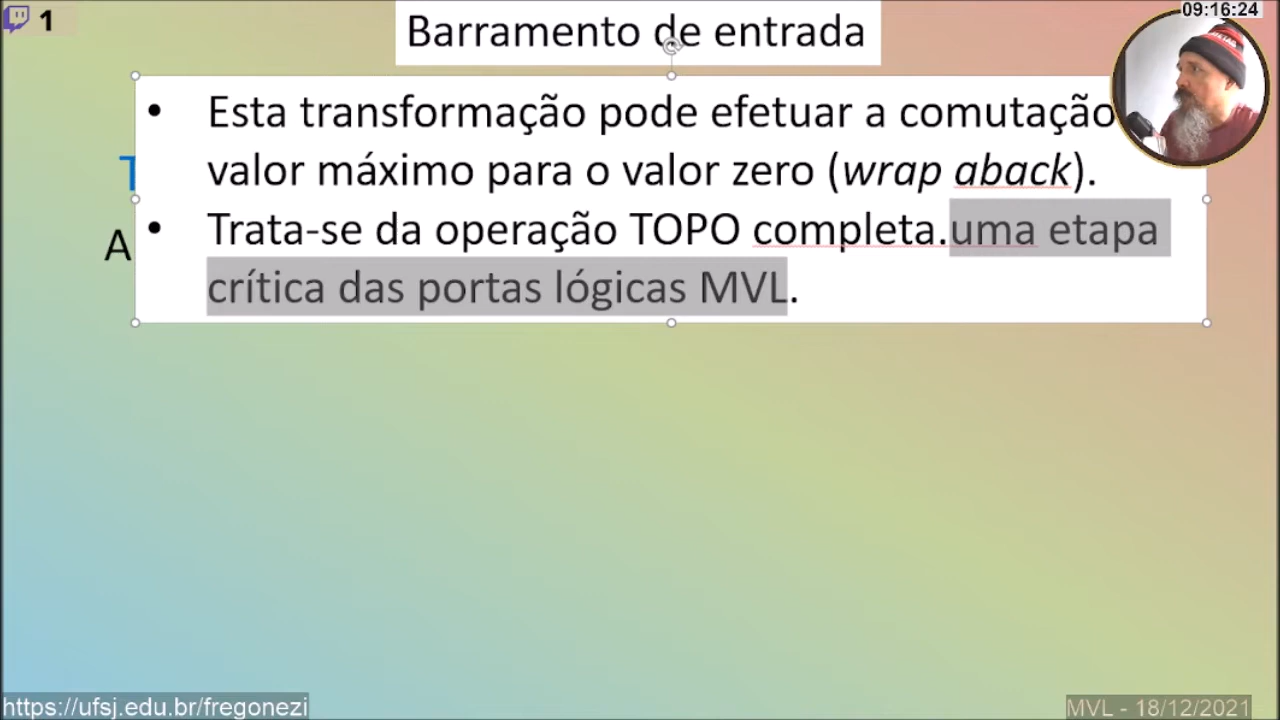 1
09:16:24
Barramento de entrada
• Esta transformação pode efetuar a comutação
valor máximo para o valor zero (wrap aback).
T
A
• Trata-se da operação TOPO completa.uma etapa
crítica das portas lógicas MVL.
https://ufsj.edu.br/fregonezi
MVL - 18/12/2021